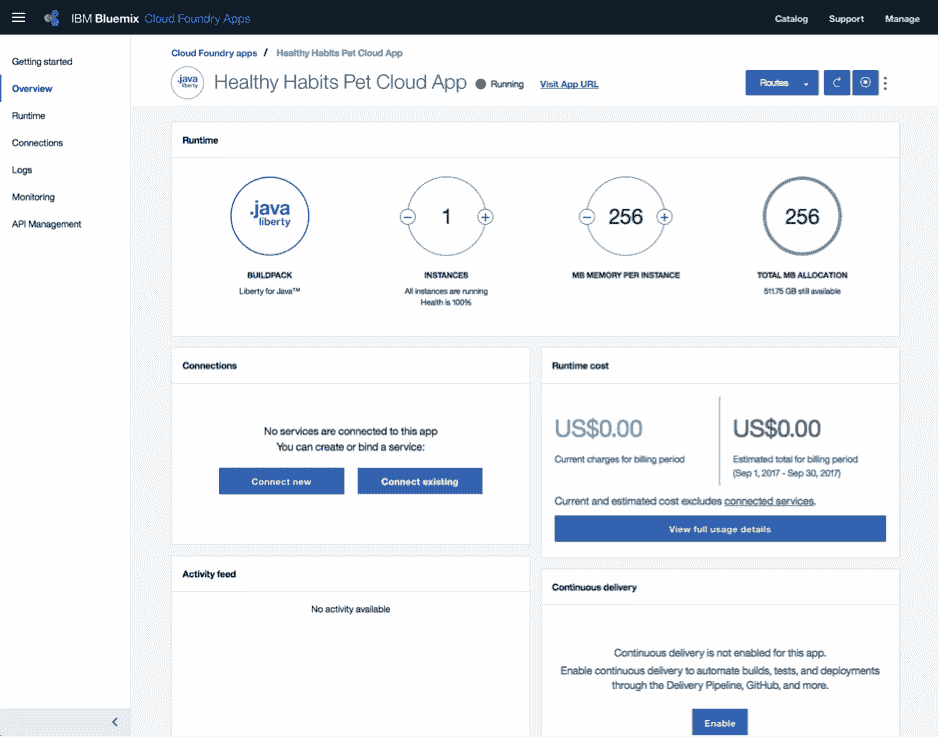 IBM Bluemix Cloud Foundry Apps
Catalog
Support
Manage
Getting started
Overview
Runtime
Connections
Logs
Monitoring
API Management
Cloud Foundry apps / Healthy Habits Pet Cloud App
java
liberty
Healthy Habits Pet Cloud App
Running
Visit App URL
Routes
Runtime
.java
liberty
BUILDPACK
Liberty for Java™
1
INSTANCES
All instances are running
Health is 100%
256
MB MEMORY PER INSTANCE
256
TOTAL MB ALLOCATION
511.75 GB still available
Connections
No services are connected to this app
You can create or bind a service:
Connect new
Connect existing
Runtime cost
US$0.00
Current charges for billing period
US$0.00
Estimated total for billing period
(Sep 1, 2017 - Sep 30, 2017)
Current and estimated cost excludes connected services.
View full usage details
Activity feed
No activity available
Continuous delivery
Continuous delivery is not enabled for this app.
Enable continuous delivery to automate builds, tests, and deployments
through the Delivery Pipeline, GitHub, and more.
Enable